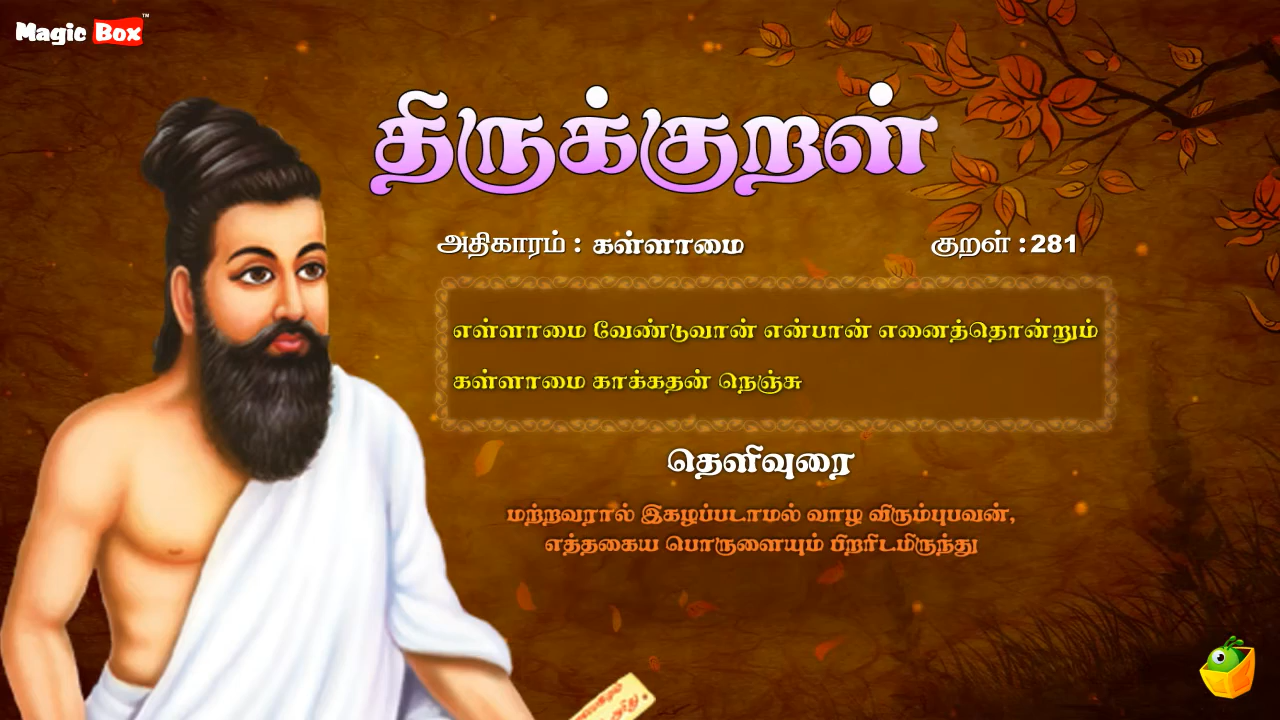 Magic Box™
திருக்குறள்
அதிகாரம் : கள்ளாமை
குறள் : 281
எள்ளாமை வேண்டுவான் என்பான் எனைத்தொன்றும்
கள்ளாமை காக்கதன் நெஞ்சு
தெளிவுரை
மற்றவரால் இகழப்படாமல் வாழ விரும்புபவன்,
எத்தகைய பொருளையும் பிறரிடமிருந்து